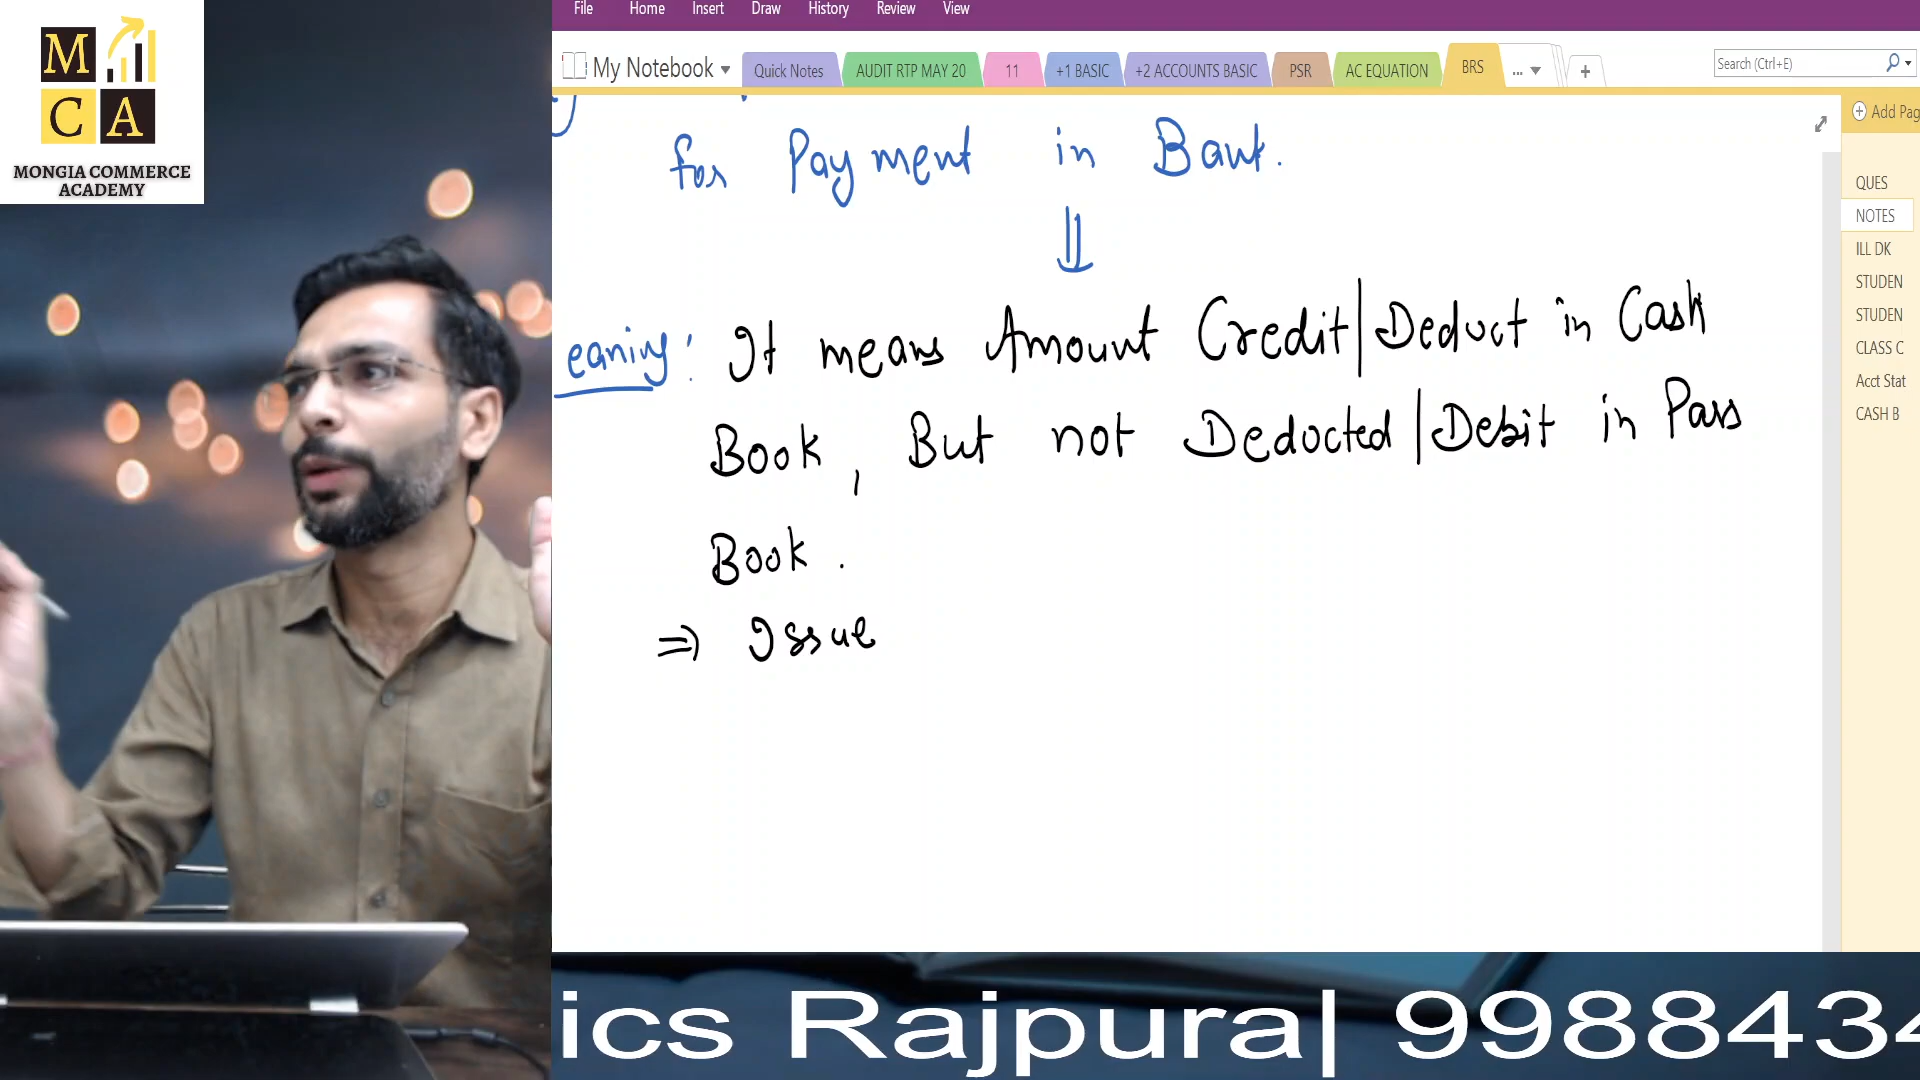 M
C A
MONGIA COMMERCE
ACADEMY
File Home Insert Draw History Review View
My Notebook Quick Notes AUDIT RTP MAY 20 11 +1 BASIC +2 ACCOUNTS BASIC PSR AC EQUATION BRS ... + Search (Ctrl+E)
Add Pag
QUES
NOTES
ILL DK
STUDEN
STUDEN
CLASS C
Acct Stat
CASH B
for Payment in Bank.
eaning: It means Amount Credit|Deduct in Cash
Book, But not Deducted|Debit in Pass
Book.
⇒ Issue
ics Rajpura| 9988434